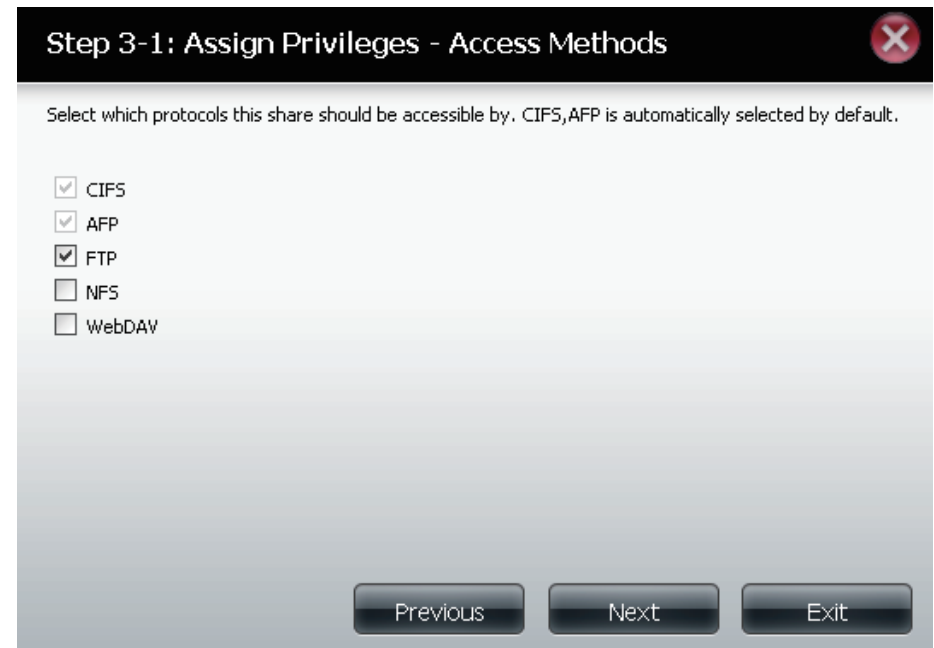 Step 3-1: Assign Privileges - Access Methods
Select which protocols this share should be accessible by. CIFS,AFP is automatically selected by default.
CIFS
AFP
FTP
NFS
WebDAV
Previous Next Exit